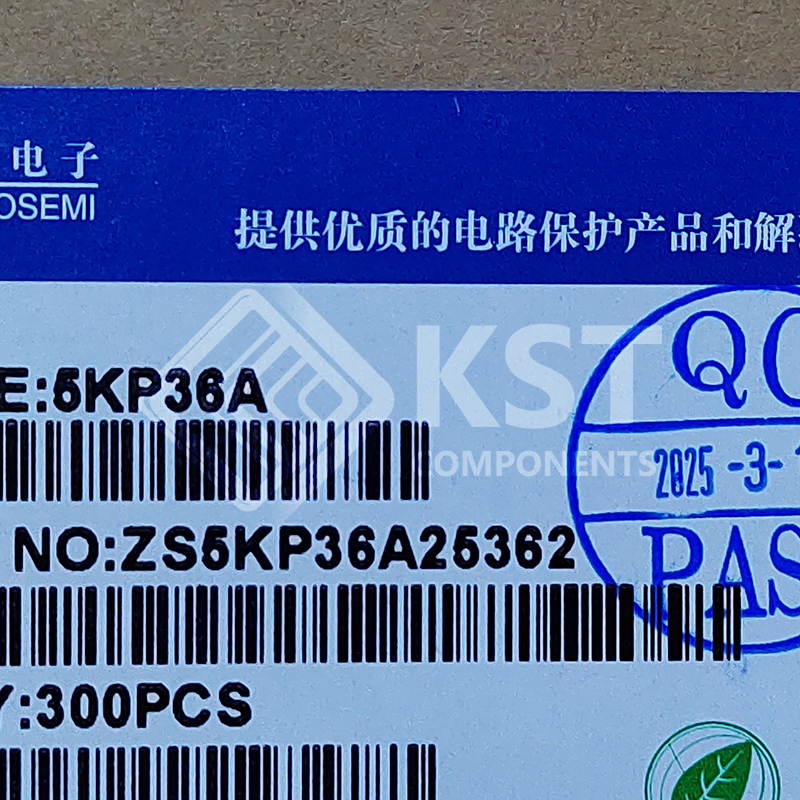 电子
OSEMI
提供优质的电路保护产品和解
KST
COMPONENTS
QC
E:5KP36A
2025-3-1
NO:ZS5KP36A25362
PAS
Y:300PCS